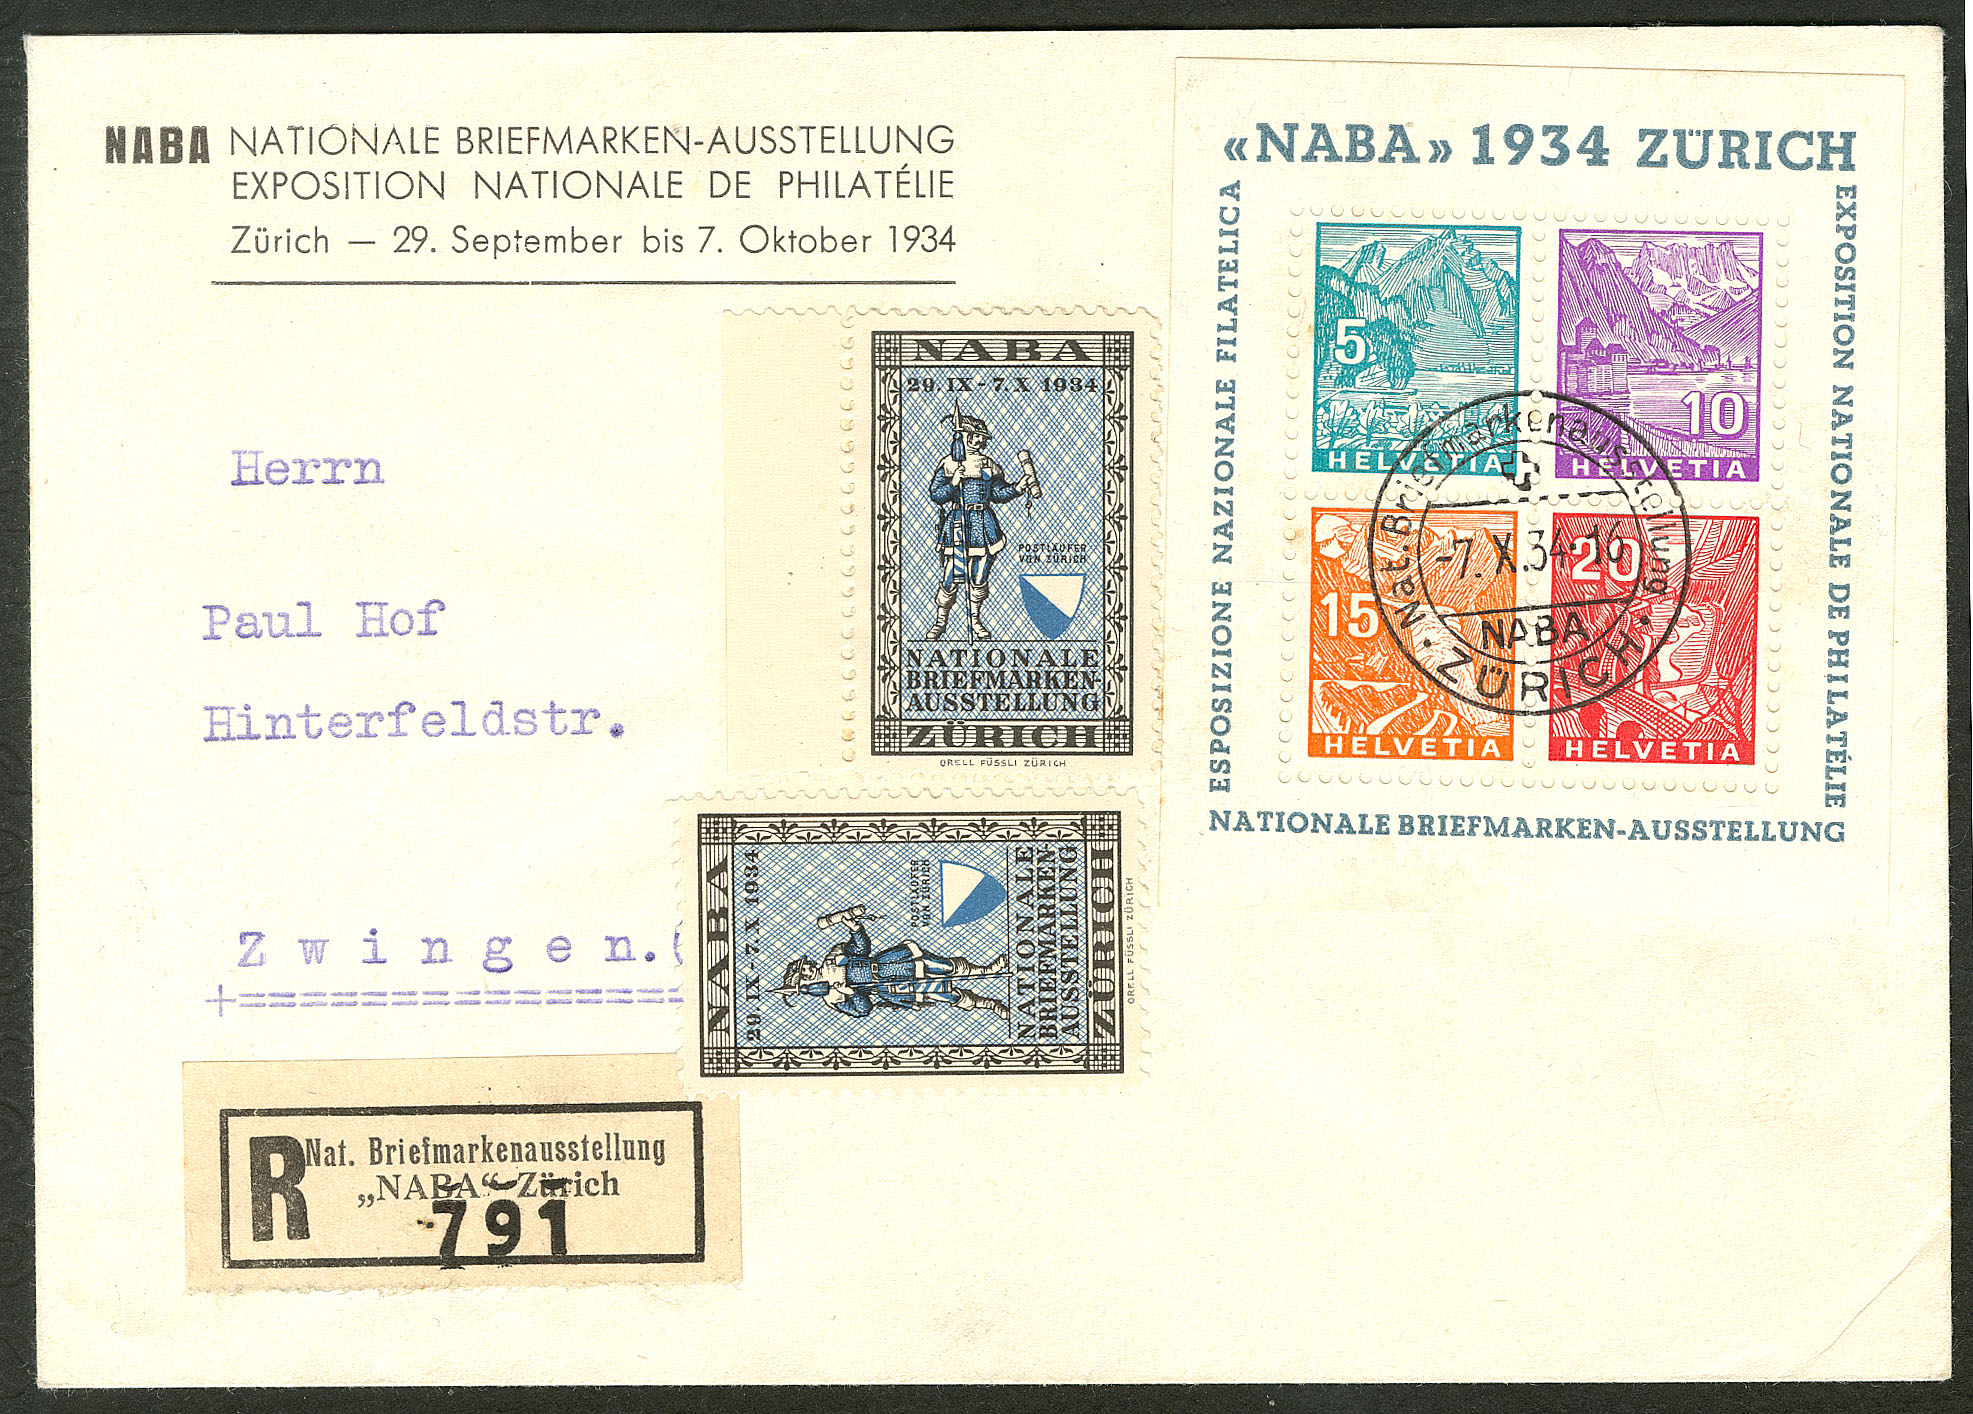 NABA NATIONALE BRIEFMARKEN-AUSSTELLUNG
EXPOSITION NATIONALE DE PHILATÉLIE
Zürich — 29. September bis 7. Oktober 1934
Herrn
Paul Hof
Hinterfeldstr.
Zwingen.
+==============
NABA
29. IX - 7. X 1934
POSTLÄUFER
VON ZÜRICH
NATIONALE
BRIEFMARKEN-
AUSSTELLUNG
ZÜRICH
ORELL FÜSSLI ZÜRICH
NABA
29. IX - 7. X 1934
POSTLÄUFER
VON ZÜRICH
NATIONALE
BRIEFMARKEN-
AUSSTELLUNG
ZÜRICH
ORELL FÜSSLI ZÜRICH
R
Nat. Briefmarkenausstellung
„NABA“ Zürich
791
«NABA» 1934 ZÜRICH
ESPOSIZIONE NAZIONALE FILATELICA
EXPOSITION NATIONALE DE PHILATÉLIE
5
HELVETIA
10
HELVETIA
15
HELVETIA
20
HELVETIA
Nat. Briefmarkenausstellung
-7. X. 34-16
NABA
ZÜRICH
NATIONALE BRIEFMARKEN-AUSSTELLUNG